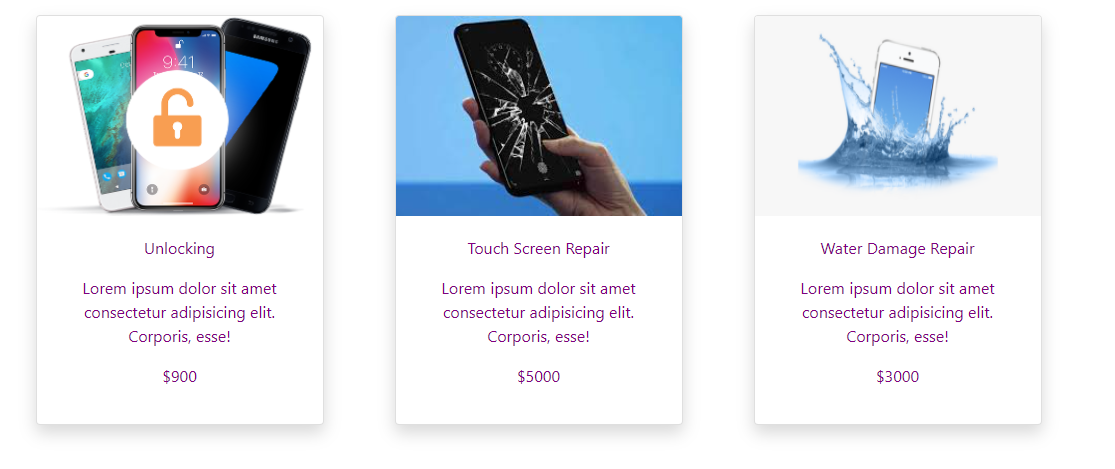 SAMSUNG
9:41
Unlocking
Lorem ipsum dolor sit amet
consectetur adipisicing elit.
Corporis, esse!
$900
Touch Screen Repair
Lorem ipsum dolor sit amet
consectetur adipisicing elit.
Corporis, esse!
$5000
Water Damage Repair
Lorem ipsum dolor sit amet
consectetur adipisicing elit.
Corporis, esse!
$3000